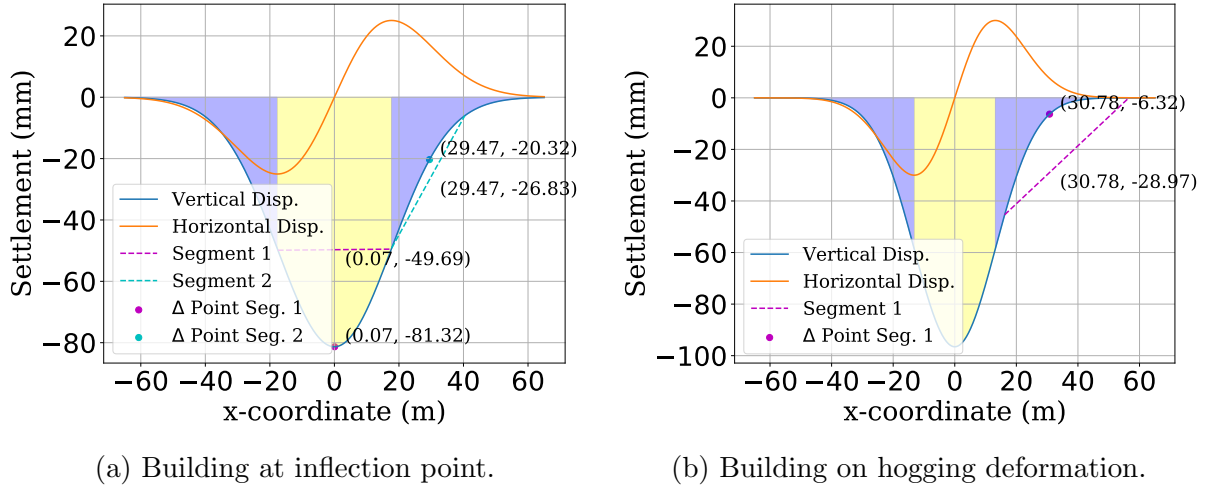 20
0
−20
−40
−60
−80
Settlement (mm)
(29.47, -20.32)
(29.47, -26.83)
(0.07, -49.69)
(0.07, -81.32)
Vertical Disp.
Horizontal Disp.
Segment 1
Segment 2
Δ Point Seg. 1
Δ Point Seg. 2
−60 −40 −20 0 20 40 60
x-coordinate (m)
(a) Building at inflection point.
20
0
−20
−40
−60
−80
−100
Settlement (mm)
(30.78, -6.32)
(30.78, -28.97)
Vertical Disp.
Horizontal Disp.
Segment 1
Δ Point Seg. 1
−60 −40 −20 0 20 40 60
x-coordinate (m)
(b) Building on hogging deformation.